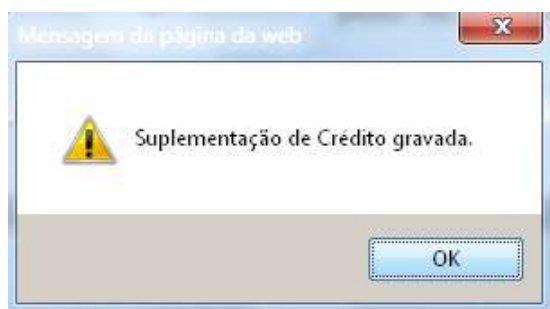 Mensagem da página da web
Suplementação de Crédito gravada.
OK